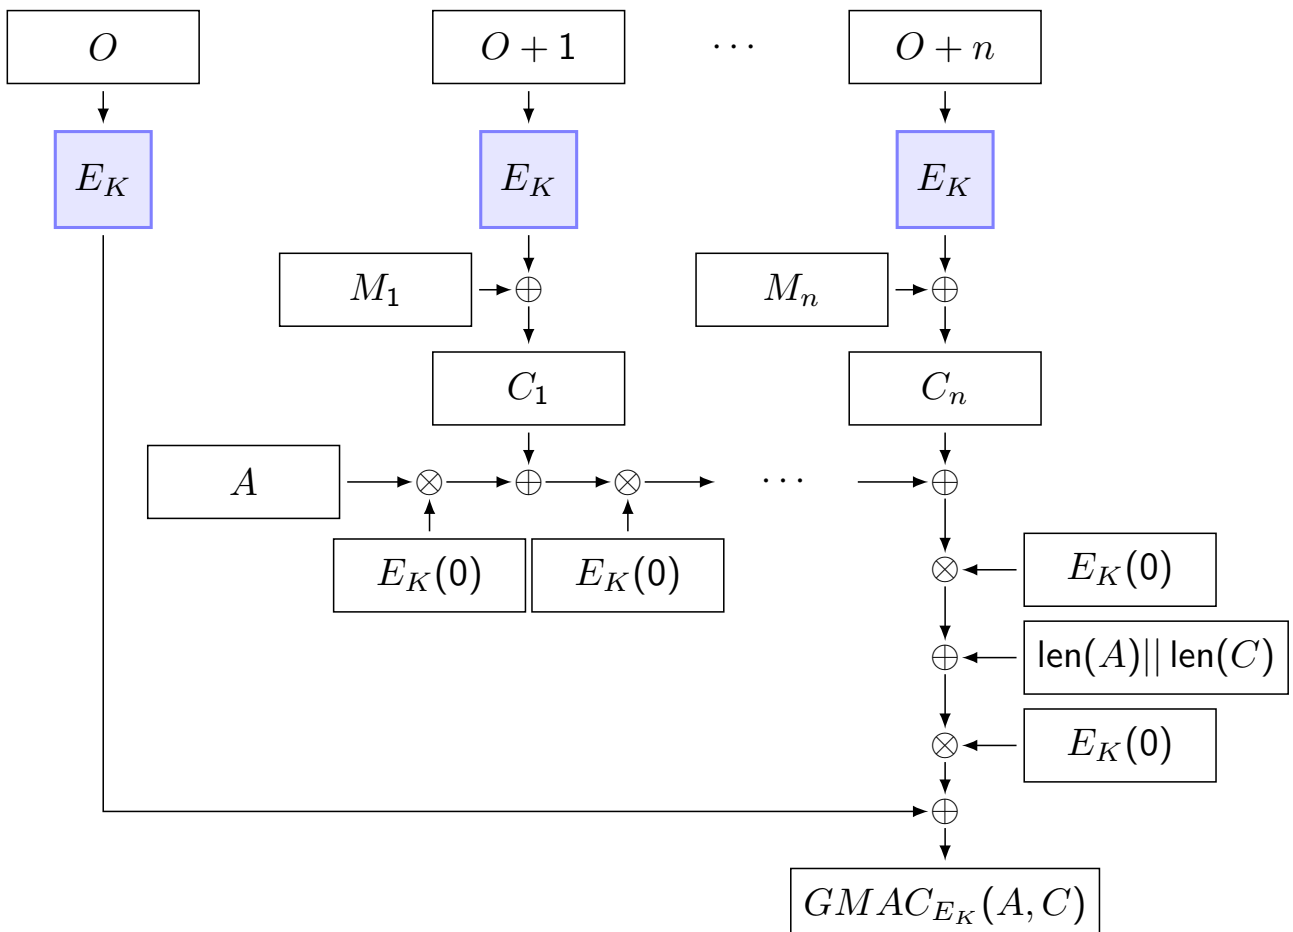 O O + 1 ... O + n
E_K E_K E_K
M_1 ⊕ M_n ⊕
C_1 C_n
A ⊗ ⊕ ⊗ ... ⊕
E_K(0) E_K(0) ⊗ E_K(0)
⊕ len(A)|| len(C)
⊗ E_K(0)
⊕
GMAC_{E_K}(A, C)